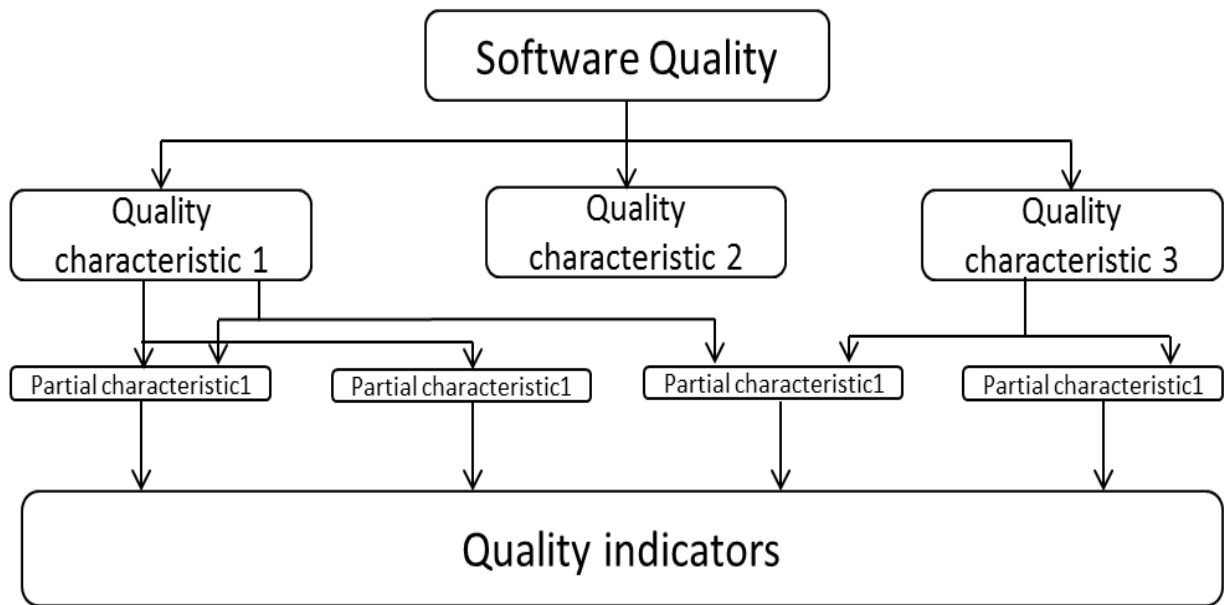 Software Quality
Quality
characteristic 1
Quality
characteristic 2
Quality
characteristic 3
Partial characteristic1
Partial characteristic1
Partial characteristic1
Partial characteristic1
Quality indicators